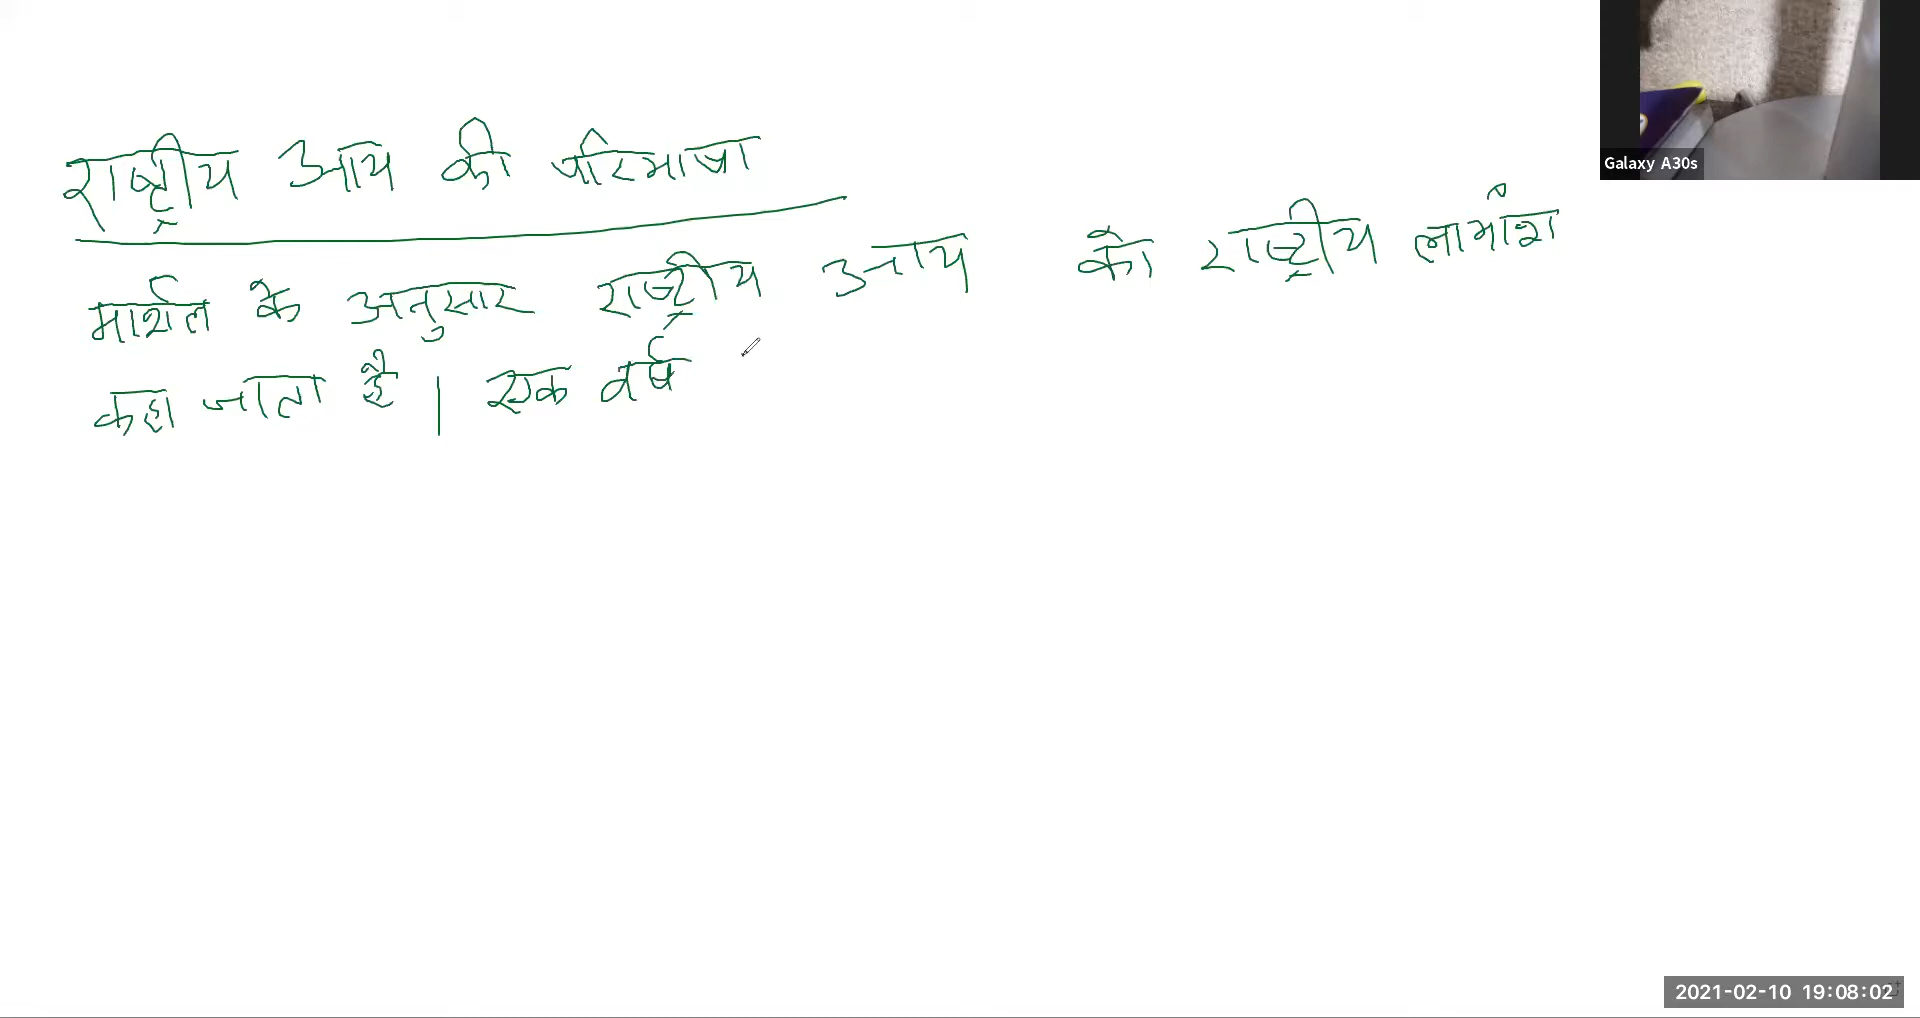 राष्ट्रीय आय की परिभाषा
मार्शल के अनुसार राष्ट्रीय आय को राष्ट्रीय लाभांश
कहा जाता है | एक वर्ष
Galaxy A30s
2021-02-10 19:08:02